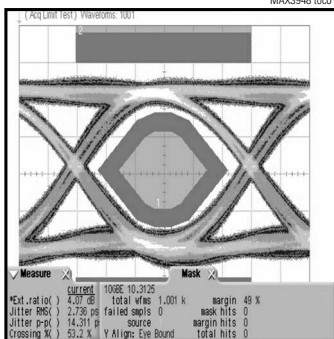 MAX3948 toc01
(Acq Limit Test) Waveforms: 1001
2
1
Measure X Mask X
current 10GBE 10.3125
*Ext.ratio( ) 4.07 dB total wfms 1.001 k margin 49 %
Jitter RMS( ) 2.736 ps failed smpls 0 mask hits 0
Jitter p-p( ) 14.311 p source margin hits 0
Crossing %( ) 53.2 % Y Align: Eye Bound total hits 0